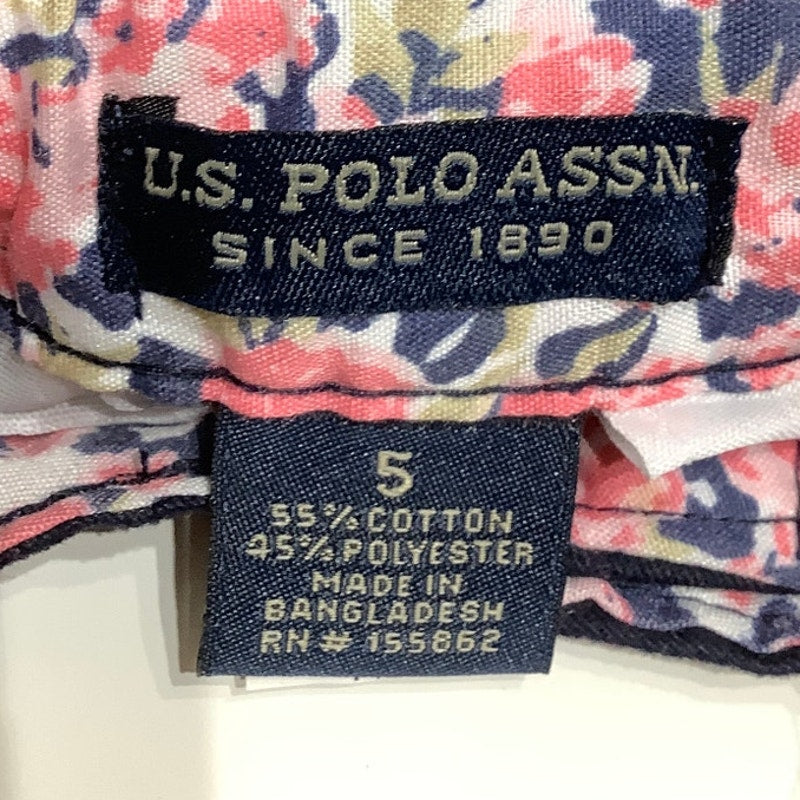 U.S. POLO ASSN.
SINCE 1890
5
55% COTTON
45% POLYESTER
MADE IN
BANGLADESH
RN# 155862